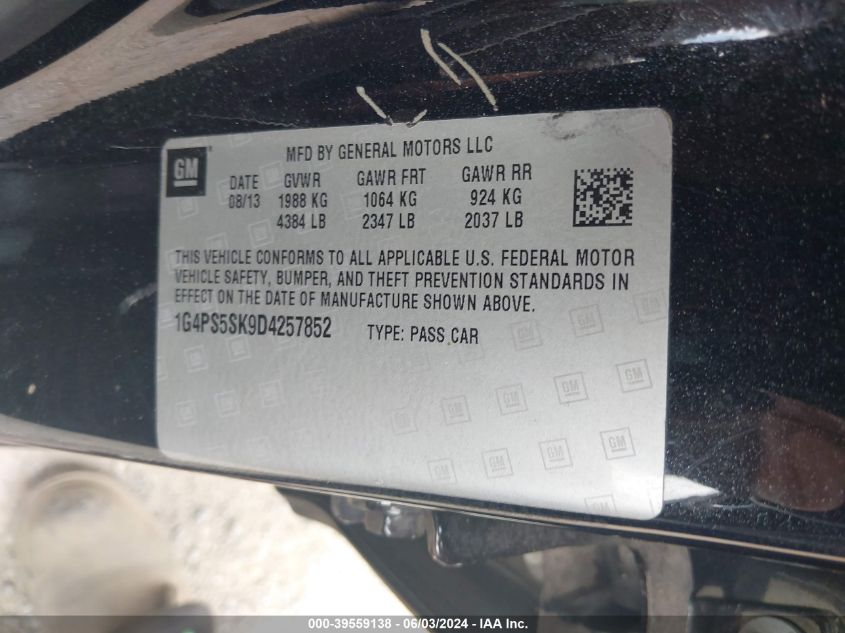 GM
MFD BY GENERAL MOTORS LLC
DATE GVWR GAWR FRT GAWR RR
08/13 1988 KG 1064 KG 924 KG
4384 LB 2347 LB 2037 LB
THIS VEHICLE CONFORMS TO ALL APPLICABLE U.S. FEDERAL MOTOR
VEHICLE SAFETY, BUMPER, AND THEFT PREVENTION STANDARDS IN
EFFECT ON THE DATE OF MANUFACTURE SHOWN ABOVE.
1G4PS5SK9D4257852 TYPE: PASS CAR
000-39559138 - 06/03/2024 - IAA Inc.